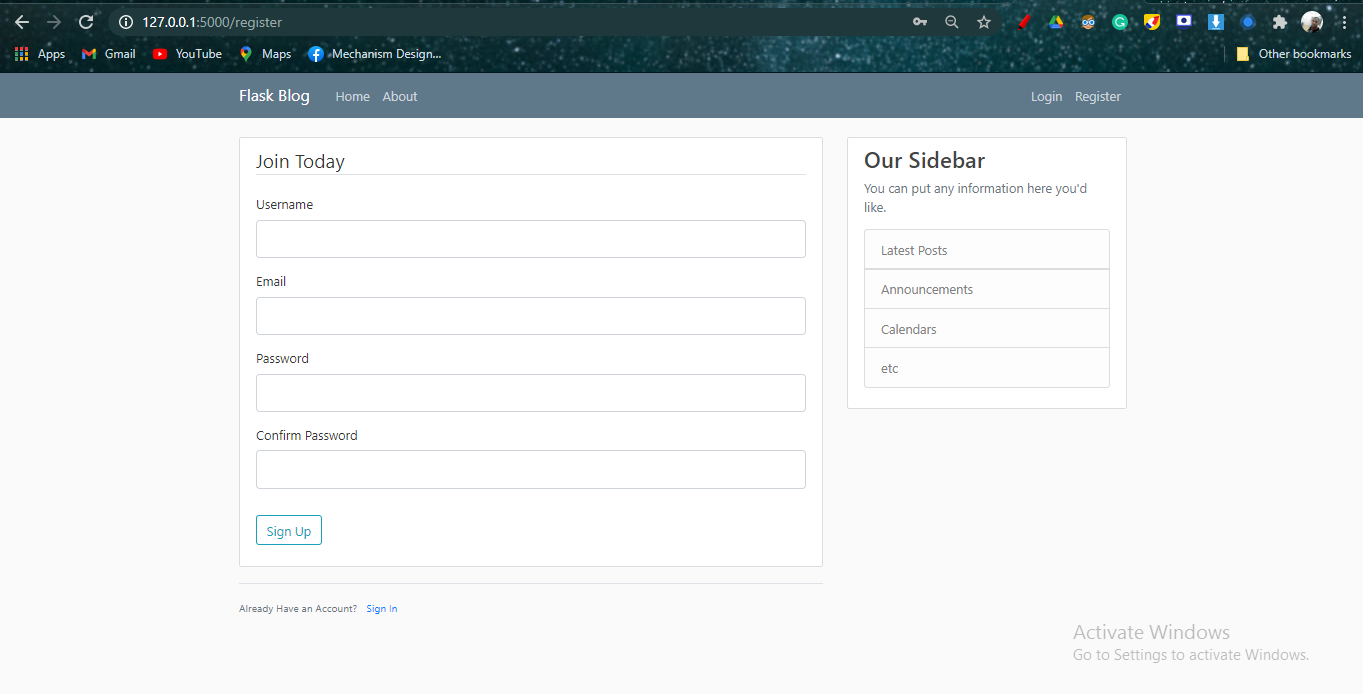 127.0.0.1:5000/register
Apps Gmail YouTube Maps Mechanism Design... Other bookmarks
Flask Blog Home About Login Register
Join Today
Username
Email
Password
Confirm Password
Sign Up
Already Have an Account? Sign In
Our Sidebar
You can put any information here you'd
like.
Latest Posts
Announcements
Calendars
etc
Activate Windows
Go to Settings to activate Windows.